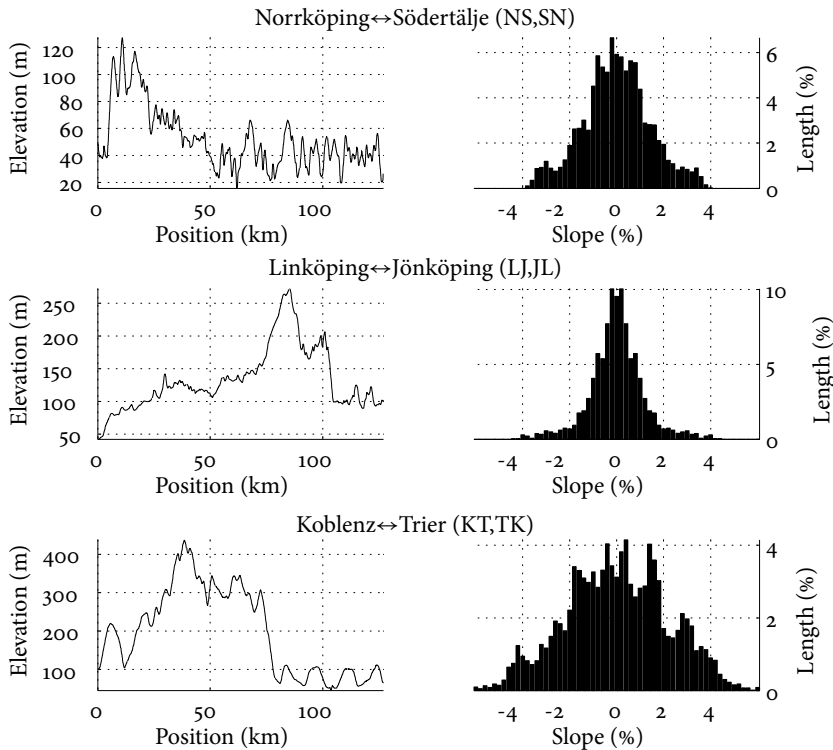 Norrköping↔Södertälje (NS,SN)
Elevation (m)
120
100
80
60
40
20
0 50 100
Position (km)
6
4
2
0
Length (%)
-4 -2 0 2 4
Slope (%)
Linköping↔Jönköping (LJ,JL)
Elevation (m)
250
200
150
100
50
0 50 100
Position (km)
10
5
0
Length (%)
-4 -2 0 2 4
Slope (%)
Koblenz↔Trier (KT,TK)
Elevation (m)
400
300
200
100
0 50 100
Position (km)
4
2
0
Length (%)
-4 -2 0 2 4
Slope (%)